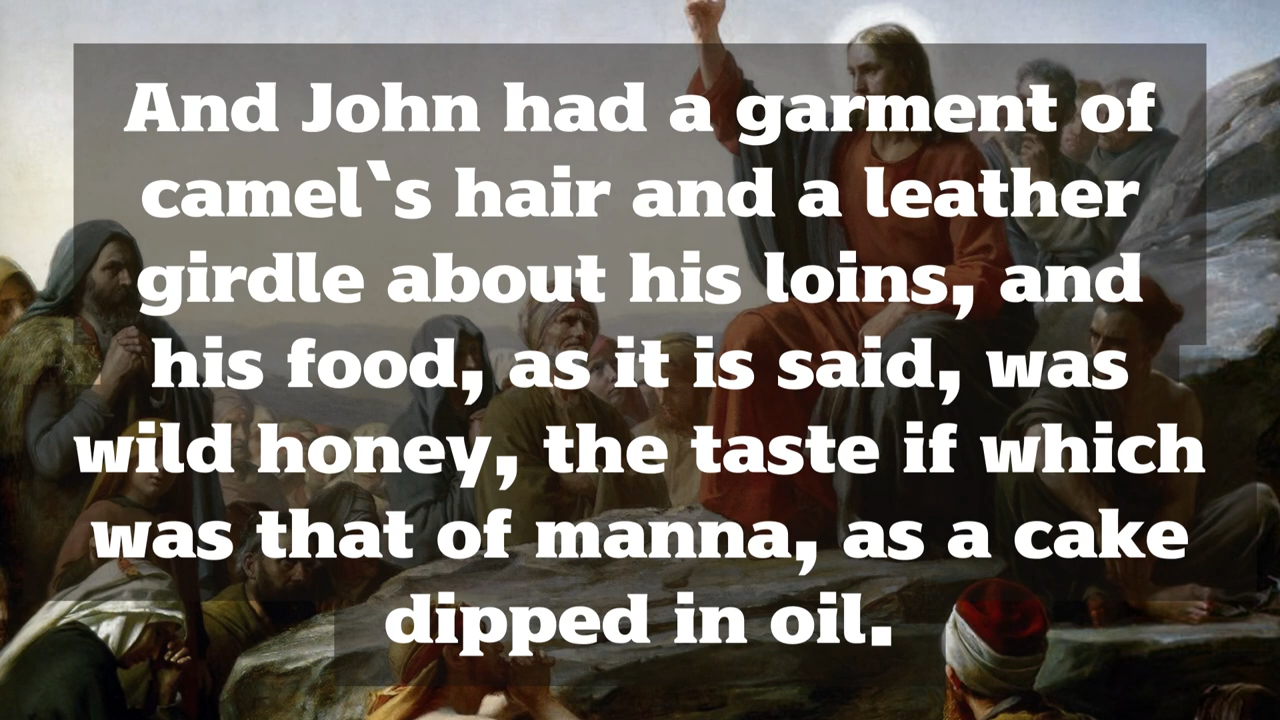 And John had a garment of
camel`s hair and a leather
girdle about his loins, and
his food, as it is said, was
wild honey, the taste if which
was that of manna, as a cake
dipped in oil.